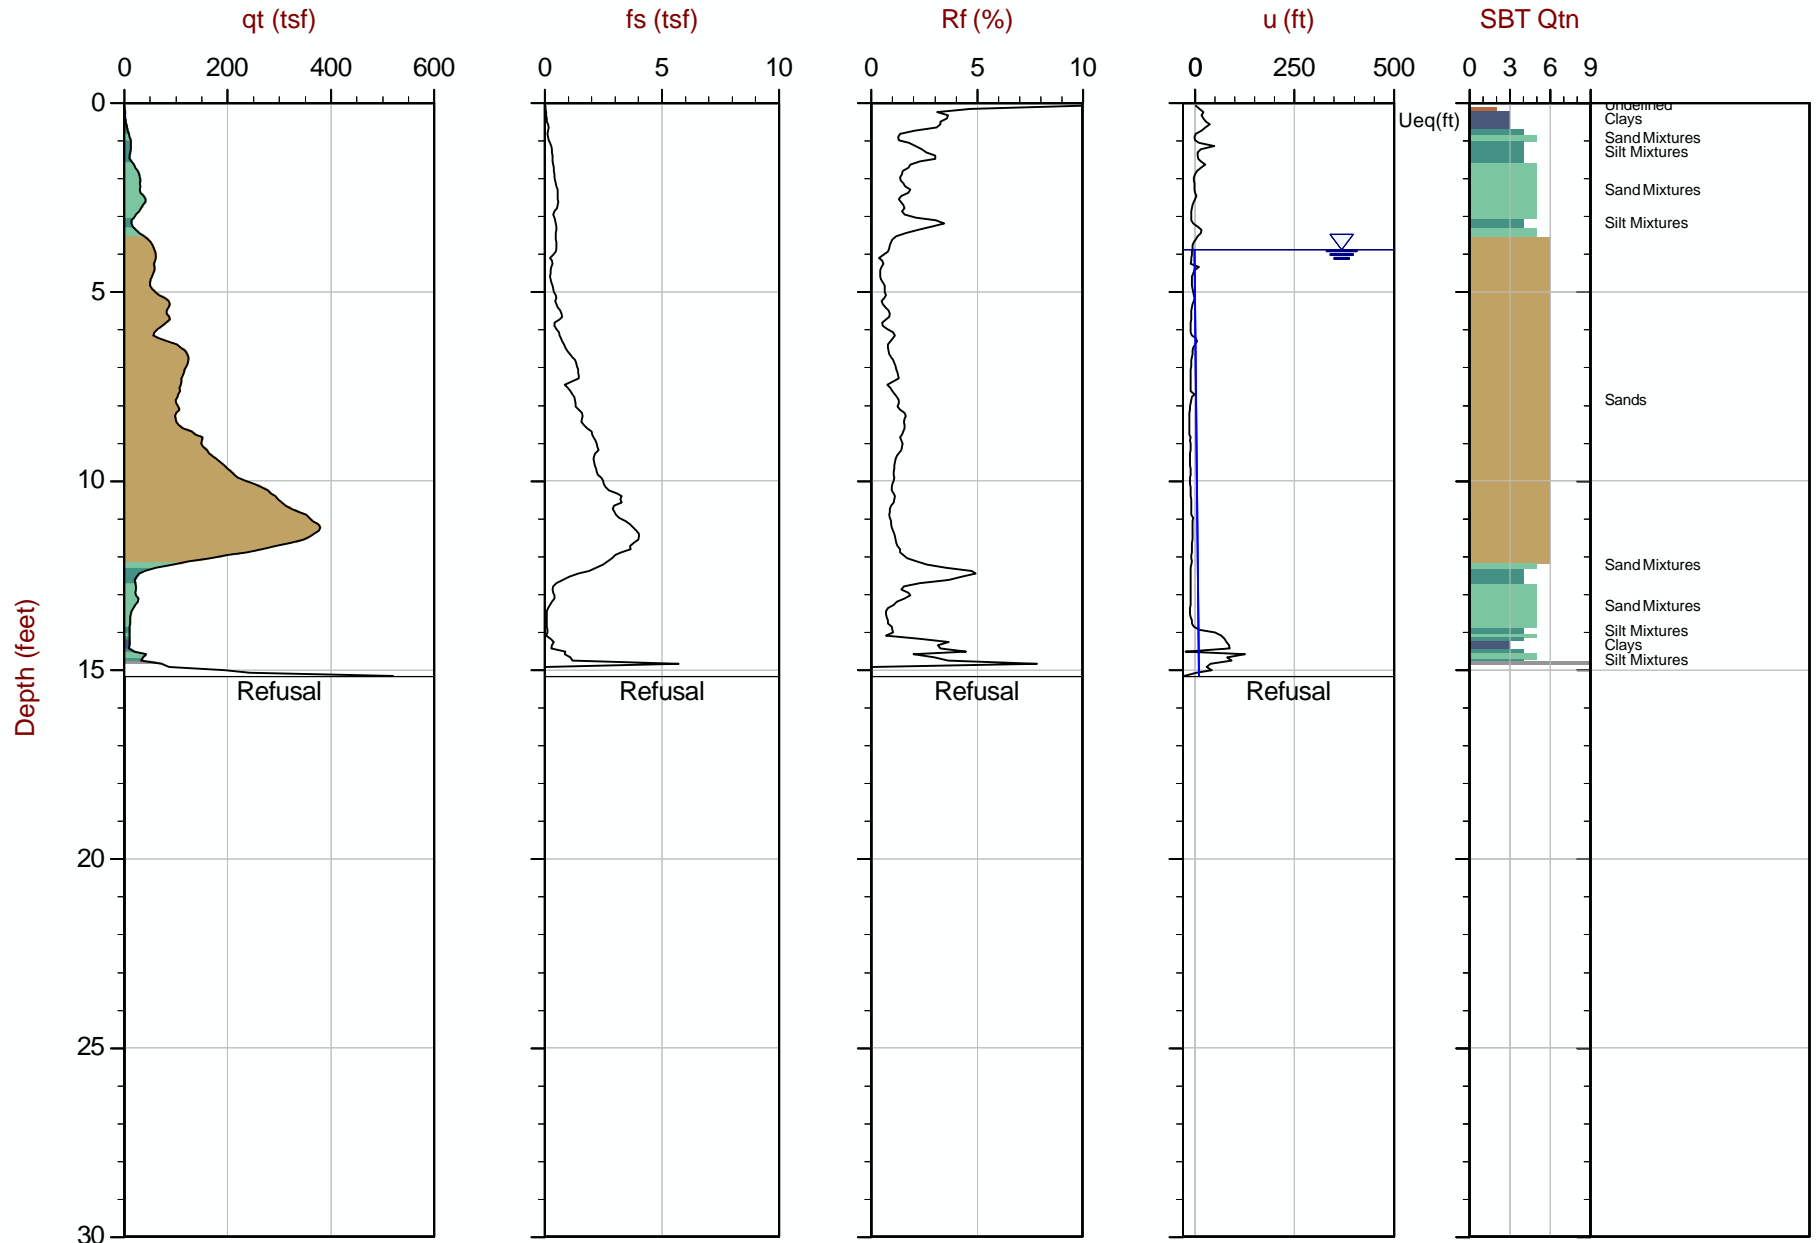 qt (tsf) fs (tsf) Rf (%) u (ft) SBT Qtn
0 200 400 600 0 5 10 0 5 10 0 250 500 0 3 6 9
0
Undefined
Ueq(ft) Clays
Sand Mixtures
Silt Mixtures
Sand Mixtures
Silt Mixtures
5
Sands
10
Sand Mixtures
Sand Mixtures
Silt Mixtures
Clays
Silt Mixtures
15
Refusal Refusal Refusal Refusal
Depth (feet)
20
25
30